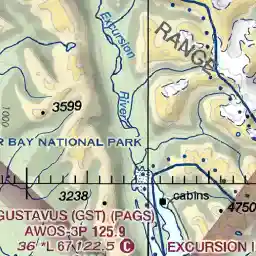 Excursion
River
RANGE
3599
1000
R BAY NATIONAL PARK
3238
cabins
4750
GUSTAVUS (GST) (PAGS)
AWOS-3P 125.9
36 *L 67 122.5 C
EXCURSION I